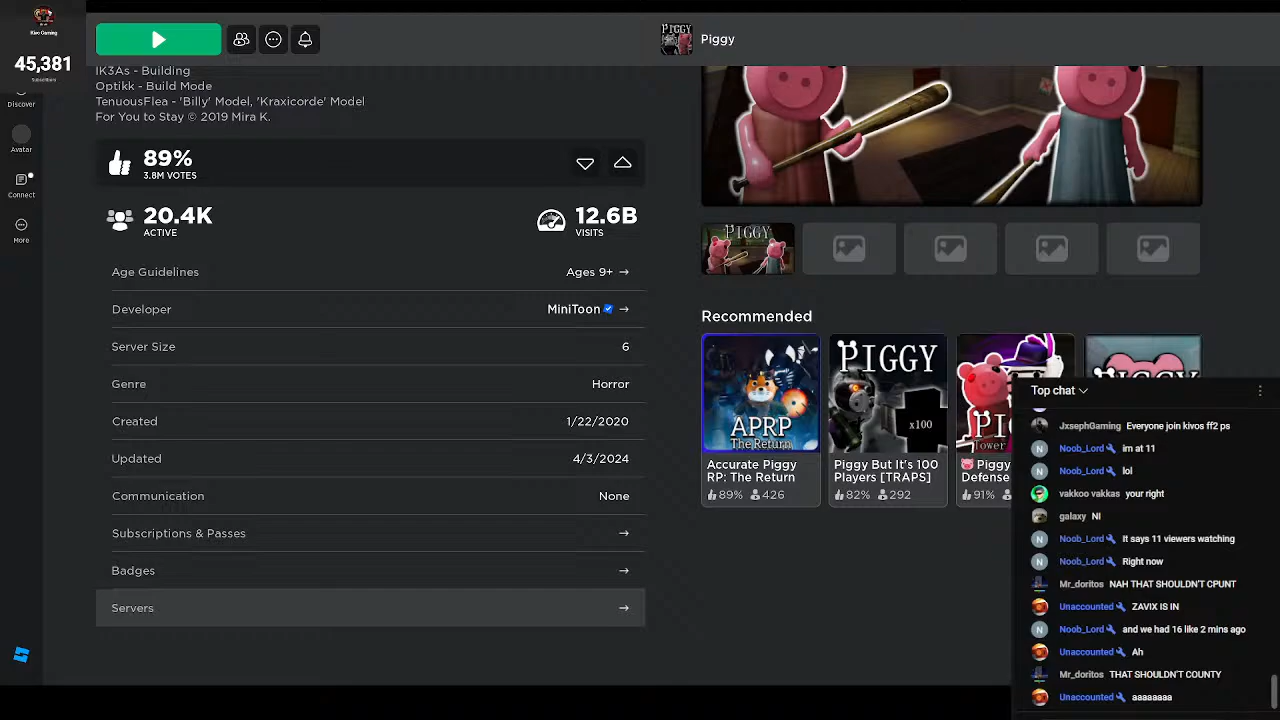 Kivo Gaming
45,381
Subscribers
Discover
Avatar
Connect
More
PIGGY
Piggy
IK3As - Building
Optikk - Build Mode
TenuousFlea - 'Billy' Model, 'Kraxicorde' Model
For You to Stay © 2019 Mira K.
89%
3.8M VOTES
20.4K
ACTIVE
12.6B
VISITS
Age Guidelines
Ages 9+ →
Developer
MiniToon
→
Server Size
6
Genre
Horror
Created
1/22/2020
Updated
4/3/2024
Communication
None
Subscriptions & Passes
→
Badges
→
Servers
→
PIGGY
Recommended
APRP
The Return
Accurate Piggy
RP: The Return
89% 426
PIGGY
x100
Piggy But It's 100
Players [TRAPS]
82% 292
Tower
Piggy
Defense
91%
Top chat
JxsephGaming Everyone join kivos ff2 ps
Noob_Lord im at 11
Noob_Lord lol
vakkoo vakkas your right
galaxy NI
Noob_Lord It says 11 viewers watching
Noob_Lord Right now
Mr_doritos NAH THAT SHOULDN'T CPUNT
Unaccounted ZAVIX IS IN
Noob_Lord and we had 16 like 2 mins ago
Unaccounted Ah
Mr_doritos THAT SHOULDN'T COUNTY
Unaccounted aaaaaaaa